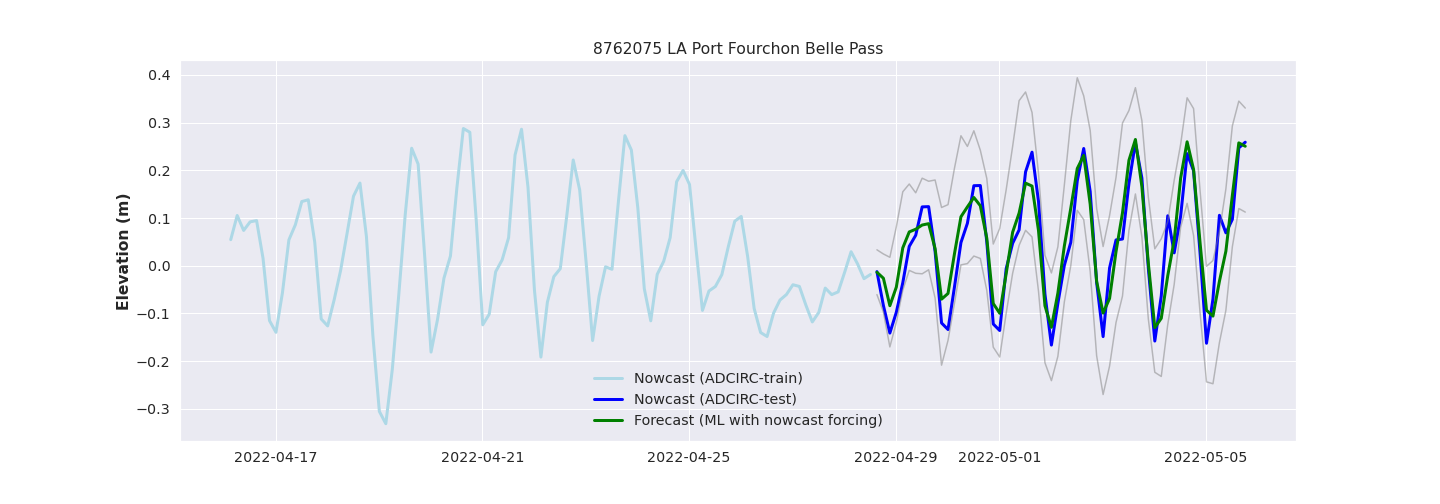 8762075 LA Port Fourchon Belle Pass
Elevation (m)
0.4
0.3
0.2
0.1
0.0
−0.1
−0.2
−0.3
Nowcast (ADCIRC-train)
Nowcast (ADCIRC-test)
Forecast (ML with nowcast forcing)
2022-04-17
2022-04-21
2022-04-25
2022-04-29
2022-05-01
2022-05-05